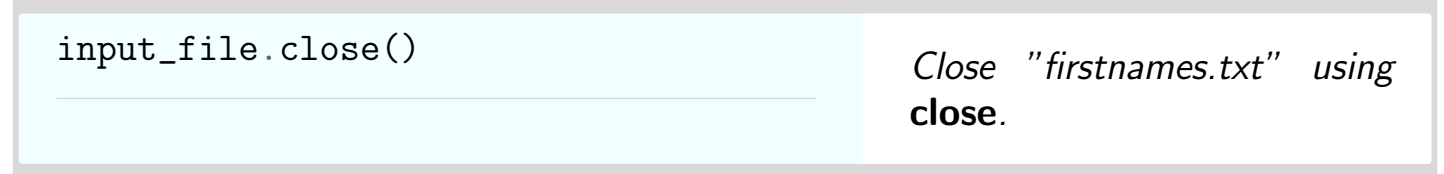 input_file.close()
Close ”firstnames.txt” using
close.